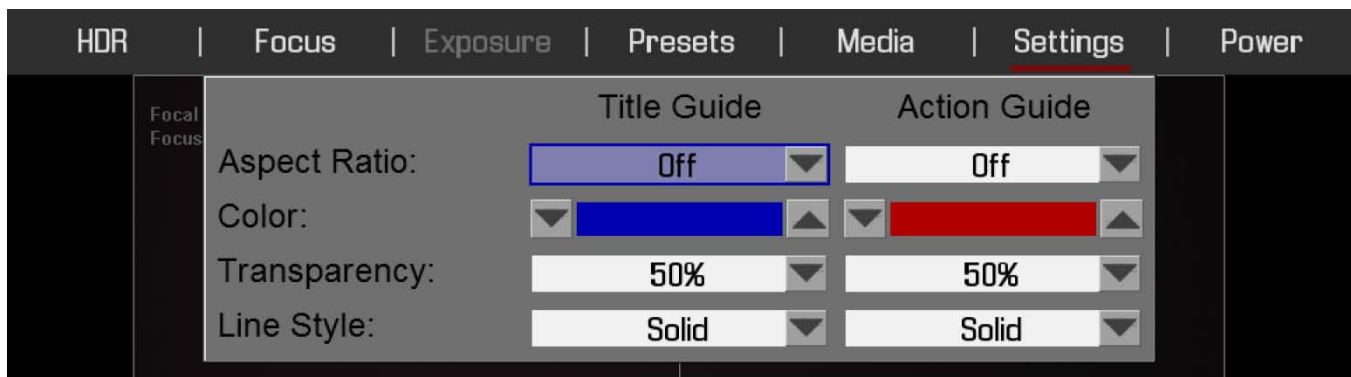 HDR | Focus | Exposure | Presets | Media | Settings | Power
Focal
Focus
Title Guide Action Guide
Aspect Ratio: Off Off
Color:
Transparency: 50% 50%
Line Style: Solid Solid